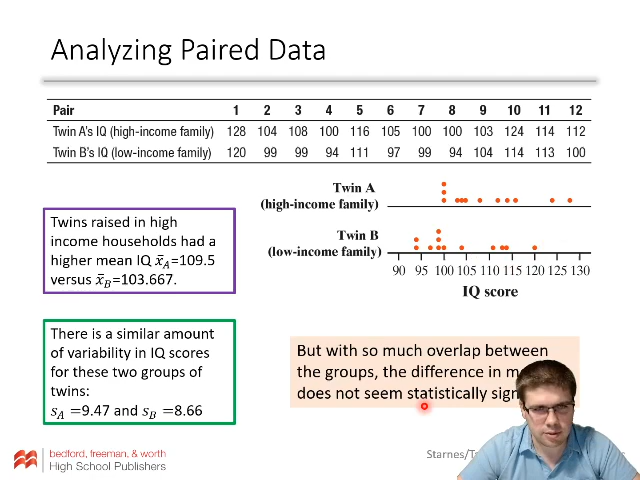 Analyzing Paired Data
Pair 1 2 3 4 5 6 7 8 9 10 11 12
Twin A's IQ (high-income family) 128 104 108 100 116 105 100 100 103 124 114 112
Twin B's IQ (low-income family) 120 99 99 94 111 97 99 94 104 114 113 100
Twin A
(high-income family)
Twin B
(low-income family)
90 95 100 105 110 115 120 125 130
IQ score
Twins raised in high
income households had a
higher mean IQ x̄_A=109.5
versus x̄_B=103.667.
There is a similar amount
of variability in IQ scores
for these two groups of
twins:
s_A =9.47 and s_B =8.66
But with so much overlap between
the groups, the difference in
does not seem statistically
bedford, freeman, & worth
High School Publishers